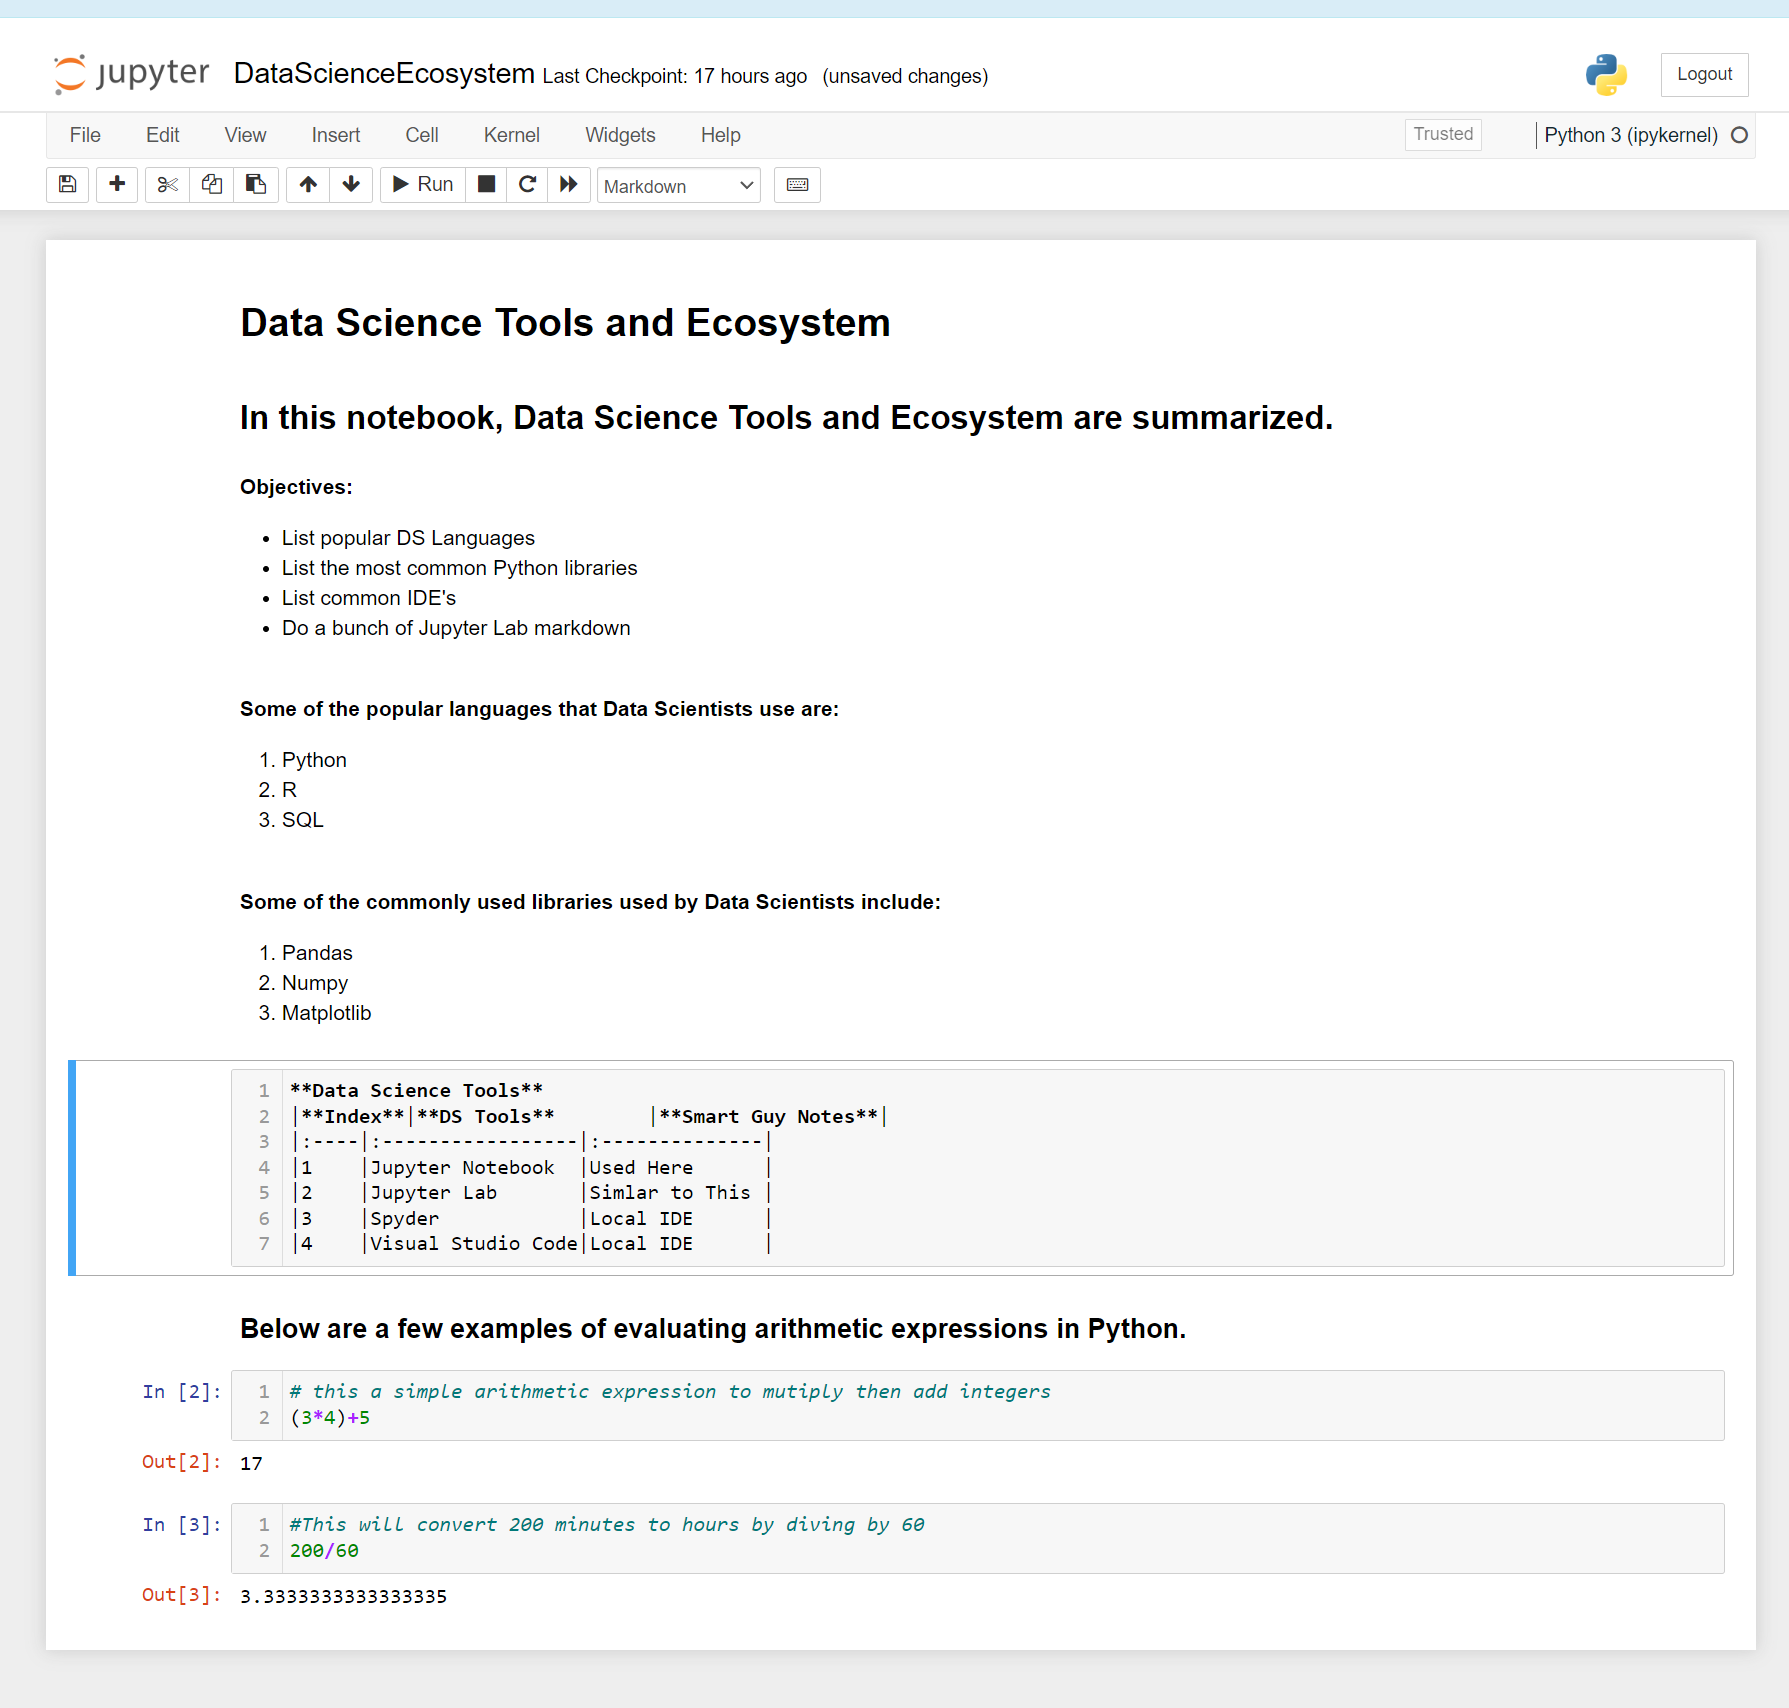 jupyter DataScienceEcosystem Last Checkpoint: 17 hours ago (unsaved changes)
Logout
File Edit View Insert Cell Kernel Widgets Help Trusted Python 3 (ipykernel)
Run Markdown
Data Science Tools and Ecosystem
In this notebook, Data Science Tools and Ecosystem are summarized.
Objectives:
• List popular DS Languages
• List the most common Python libraries
• List common IDE's
• Do a bunch of Jupyter Lab markdown
Some of the popular languages that Data Scientists use are:
1. Python
2. R
3. SQL
Some of the commonly used libraries used by Data Scientists include:
1. Pandas
2. Numpy
3. Matplotlib
1 **Data Science Tools**
2 |**Index**|**DS Tools**        |**Smart Guy Notes**|
3 |:----|:-----------------|:--------------|
4 |1    |Jupyter Notebook  |Used Here      |
5 |2    |Jupyter Lab       |Simlar to This |
6 |3    |Spyder            |Local IDE      |
7 |4    |Visual Studio Code|Local IDE      |
Below are a few examples of evaluating arithmetic expressions in Python.
In [2]: 1 # this a simple arithmetic expression to mutiply then add integers
2 (3*4)+5
Out[2]: 17
In [3]: 1 #This will convert 200 minutes to hours by diving by 60
2 200/60
Out[3]: 3.3333333333333335